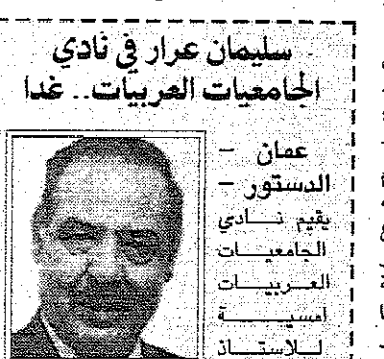 سليمان عرار في نادي
الجامعيات العربيات.. غدا
عمان -
الدستور -
يقيم نادي
الجامعيات
العربيات
امسية
للاستاذ